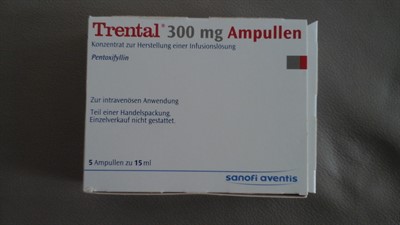 Trental® 300 mg Ampullen
Konzentrat zur Herstellung einer Infusionslösung
Pentoxifyllin
Zur intravenösen Anwendung
Teil einer Handelspackung.
Einzelverkauf nicht gestattet.
5 Ampullen zu 15 ml
sanofi aventis